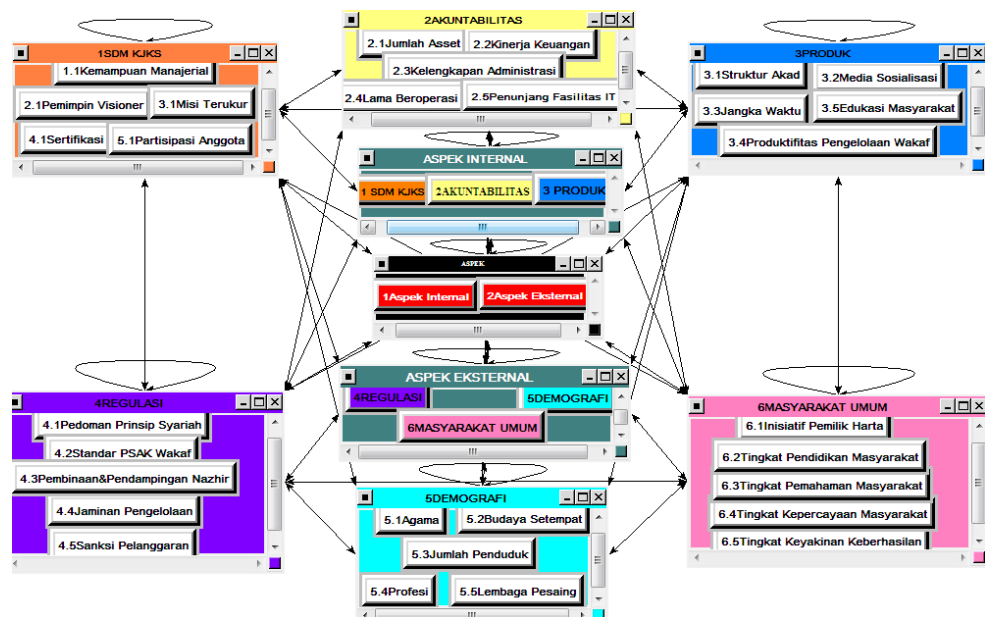 2AKUNTABILITAS
2.1Jumlah Asset 2.2Kinerja Keuangan
2.3Kelengkapan Administrasi
2.4Lama Beroperasi 2.5Penunjang Fasilitas IT
1SDM KJKS
1.1Kemampuan Manajerial
2.1Pemimpin Visioner 3.1Misi Terukur
4.1Sertifikasi 5.1Partisipasi Anggota
3PRODUK
3.1Struktur Akad 3.2Media Sosialisasi
3.3Jangka Waktu 3.5Edukasi Masyarakat
3.4Produktifitas Pengelolaan Wakaf
ASPEK INTERNAL
1 SDM KJKS 2AKUNTABILITAS 3 PRODUK
ASPEK
1Aspek Internal 2Aspek Eksternal
ASPEK EKSTERNAL
4REGULASI 5DEMOGRAFI
6MASYARAKAT UMUM
4REGULASI
4.1Pedoman Prinsip Syariah
4.2Standar PSAK Wakaf
4.3Pembinaan&Pendampingan Nazhir
4.4Jaminan Pengelolaan
4.5Sanksi Pelanggaran
5DEMOGRAFI
5.1Agama 5.2Budaya Setempat
5.3Jumlah Penduduk
5.4Profesi 5.5Lembaga Pesaing
6MASYARAKAT UMUM
6.1Inisiatif Pemilik Harta
6.2Tingkat Pendidikan Masyarakat
6.3Tingkat Pemahaman Masyarakat
6.4Tingkat Kepercayaan Masyarakat
6.5Tingkat Keyakinan Keberhasilan